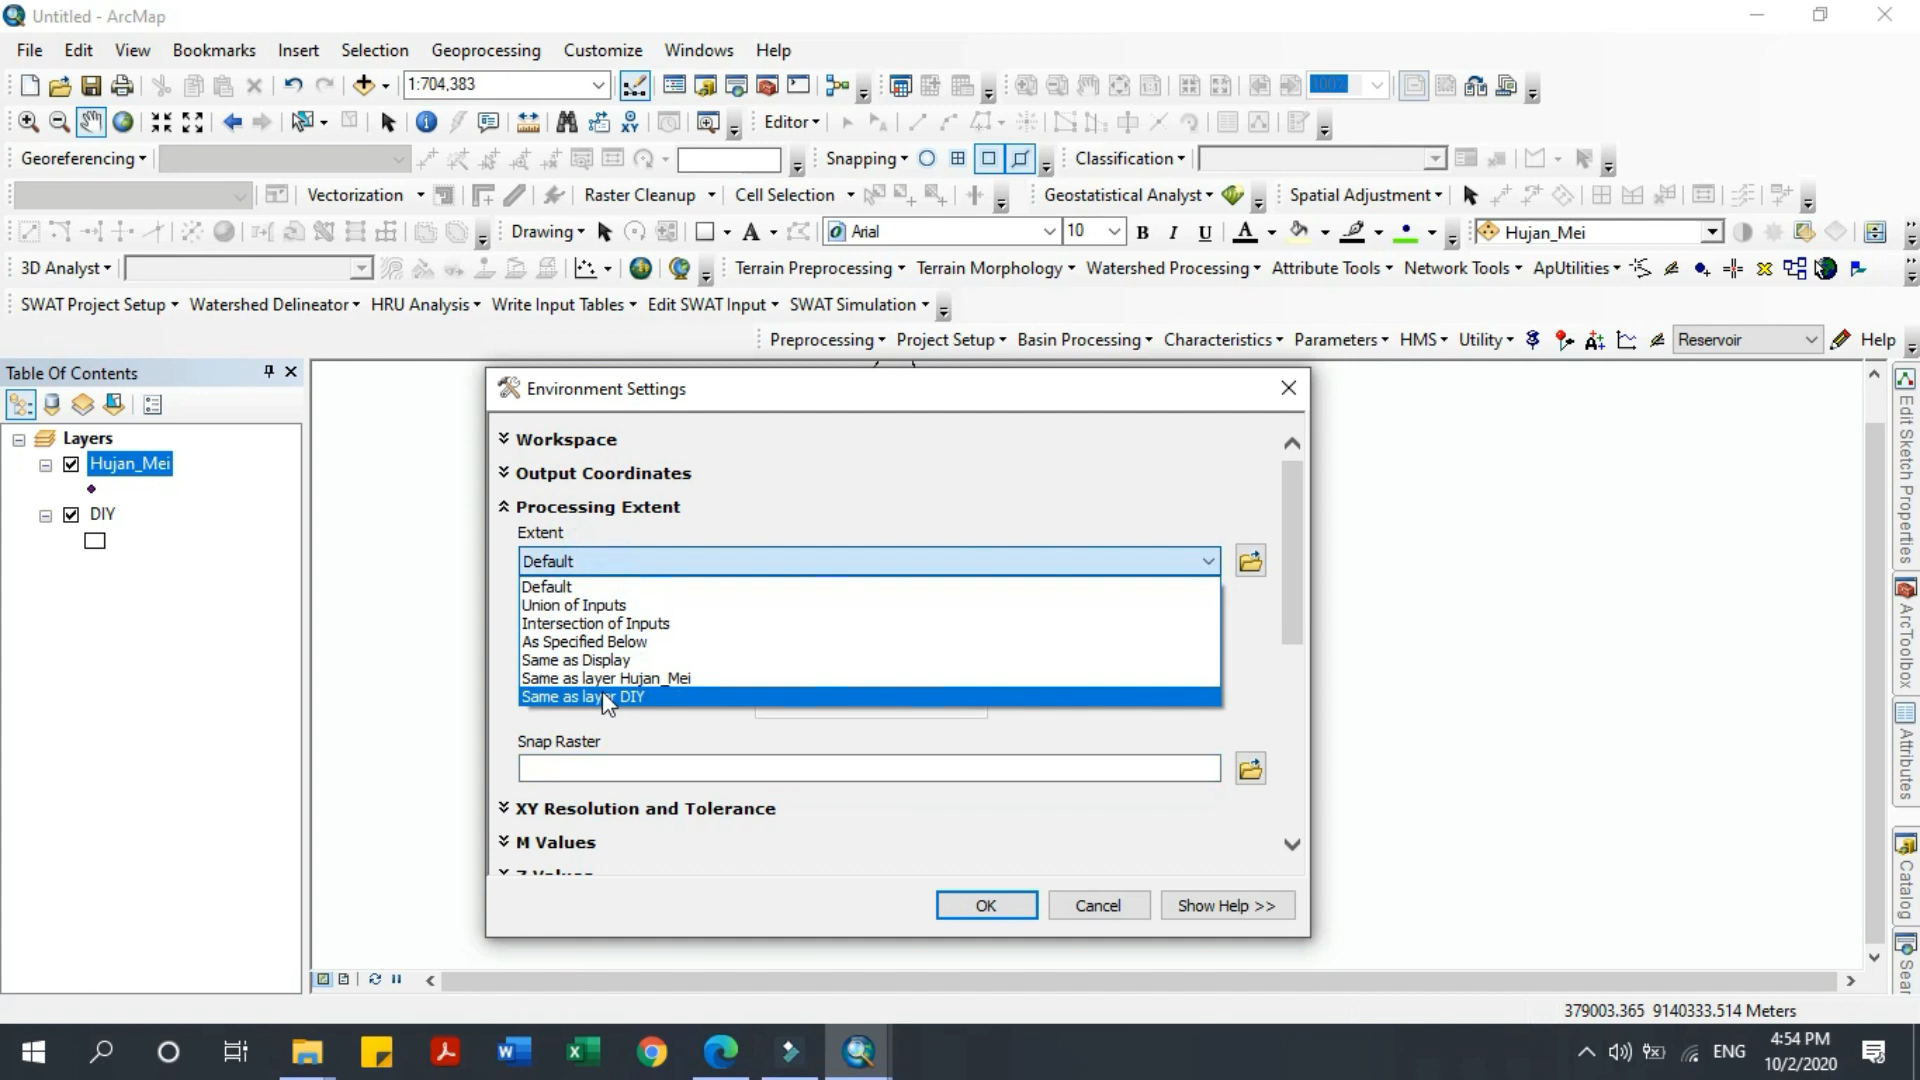 Untitled - ArcMap
File Edit View Bookmarks Insert Selection Geoprocessing Customize Windows Help
1:704,383 100%
Editor
Georeferencing Snapping Classification
Vectorization Raster Cleanup Cell Selection Geostatistical Analyst Spatial Adjustment
Drawing A Arial 10 B I U A Hujan_Mei
3D Analyst Terrain Preprocessing Terrain Morphology Watershed Processing Attribute Tools Network Tools ApUtilities
SWAT Project Setup Watershed Delineator HRU Analysis Write Input Tables Edit SWAT Input SWAT Simulation
Preprocessing Project Setup Basin Processing Characteristics Parameters HMS Utility Reservoir Help
Table Of Contents
Layers
Hujan_Mei
DIY
Environment Settings
Workspace
Output Coordinates
Processing Extent
Extent
Default
Default
Union of Inputs
Intersection of Inputs
As Specified Below
Same as Display
Same as layer Hujan_Mei
Same as layer DIY
Snap Raster
XY Resolution and Tolerance
M Values
Z Values
OK Cancel Show Help >>
Edit Sketch Properties
ArcToolbox
Attributes
Catalog
Sear
379003.365 9140333.514 Meters
ENG
4:54 PM
10/2/2020